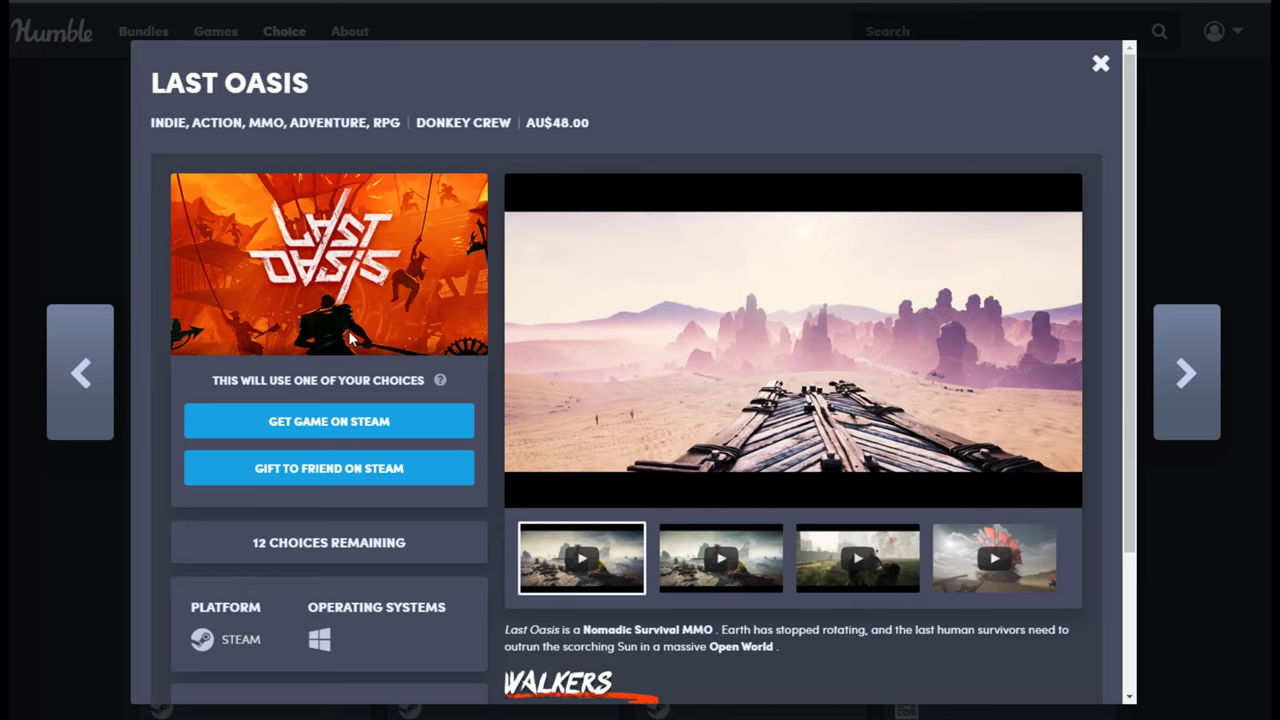 Humble
Bundles
Games
Choice
About
Search
LAST OASIS
INDIE, ACTION, MMO, ADVENTURE, RPG | DONKEY CREW | AU$48.00
LAST
OASIS
THIS WILL USE ONE OF YOUR CHOICES ?
GET GAME ON STEAM
GIFT TO FRIEND ON STEAM
12 CHOICES REMAINING
PLATFORM
OPERATING SYSTEMS
STEAM
Last Oasis is a Nomadic Survival MMO . Earth has stopped rotating, and the last human survivors need to
outrun the scorching Sun in a massive Open World .
WALKERS